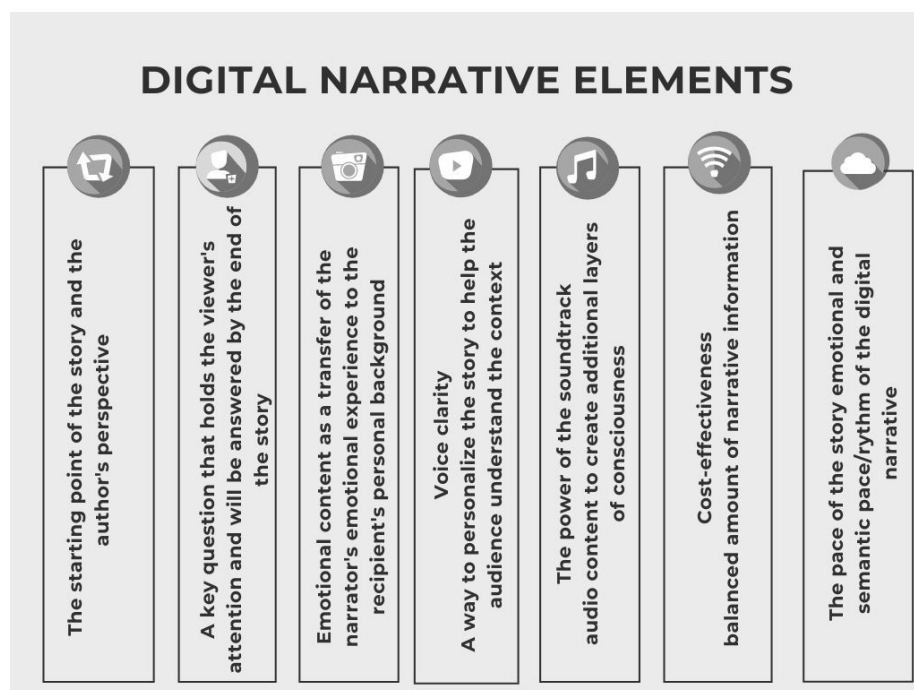 DIGITAL NARRATIVE ELEMENTS
The starting point of the story and the
author's perspective
A key question that holds the viewer's
attention and will be answered by the end of
the story
Emotional content as a transfer of the
narrator's emotional experience to the
recipient's personal background
Voice clarity
A way to personalize the story to help the
audience understand the context
The power of the soundtrack
audio content to create additional layers
of consciousness
Cost-effectiveness
balanced amount of narrative information
The pace of the story emotional and
semantic pace/rythm of the digital
narrative